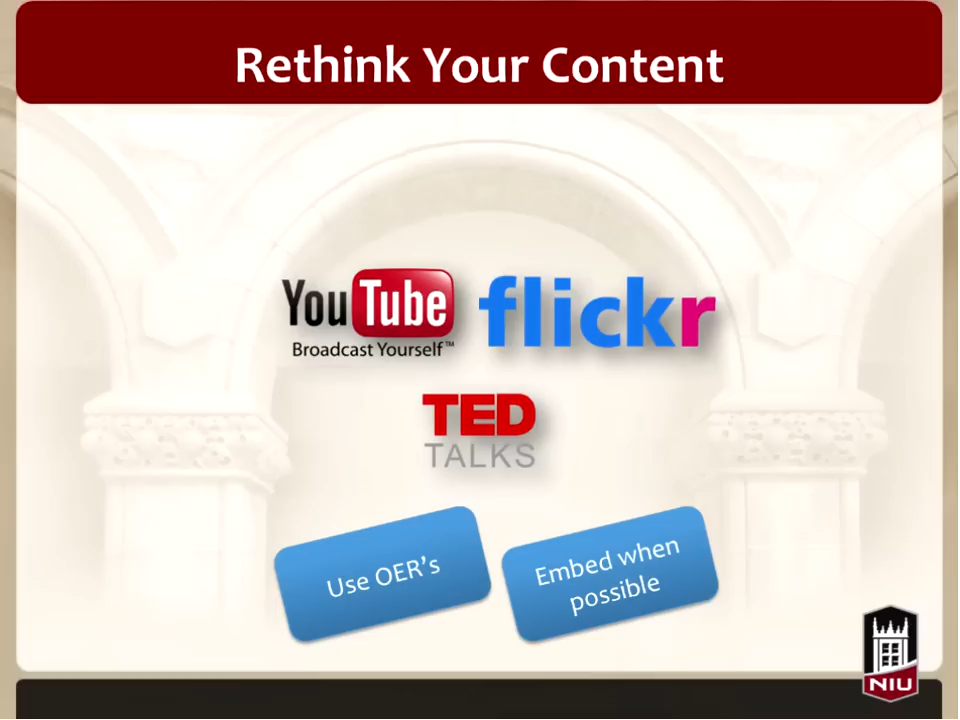 Rethink Your Content
YouTube flickr
Broadcast Yourself™
TED
TALKS
Use OER’s
Embed when
possible
NIU